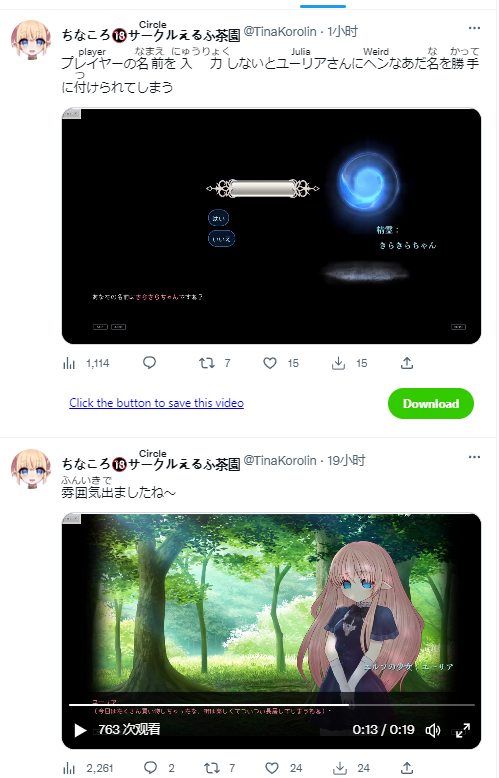 Circle
ちなころ🔞サークルえるふ茶園 @TinaKorolin · 1小时
player なまえ にゅうりょく Julia Weird な かって
プレイヤーの名前を入力しないとユーリアさんにヘンなあだ名を勝手
つ
に付けられてしまう
はい
いいえ
精霊：
きらきらちゃん
あなたの名前はきらきらちゃんですね？
1,114 7 15 15
Click the button to save this video
Download
Circle
ちなころ🔞サークルえるふ茶園 @TinaKorolin · 19小时
ふんいきで
雰囲気出ましたね～
エルフの少女：ユーリア
ユーリア
763 次观看
0:13 / 0:19
2,261 2 7 24 24